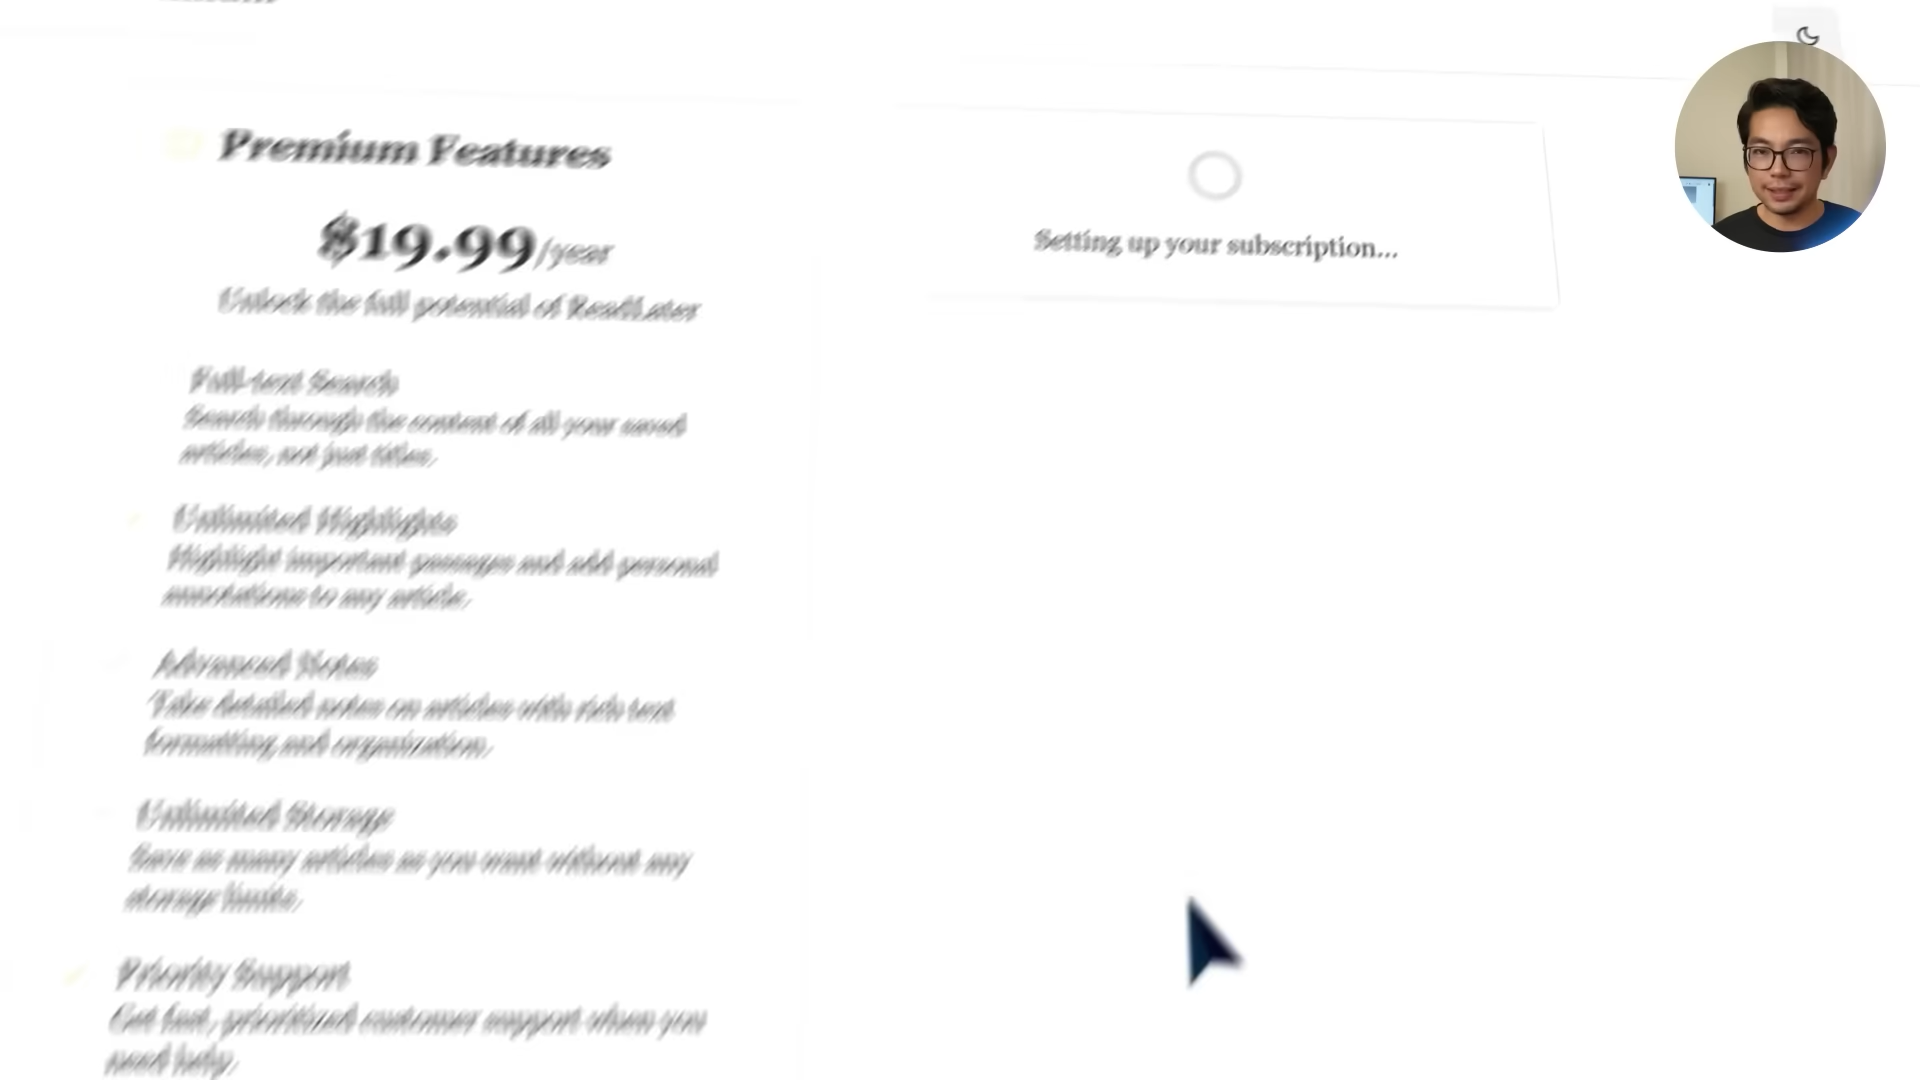 Premium Features
$19.99/year
Unlock the full potential of ReadLater
Full-text Search
Search through the content of all your saved
articles, not just titles.
Unlimited Highlights
Highlight important passages and add personal
annotations to any article.
Advanced Notes
Take detailed notes on articles with rich text
formatting and organization.
Unlimited Storage
Save as many articles as you want without any
storage limits.
Priority Support
Get fast, prioritized customer support when you
need help.
Setting up your subscription...